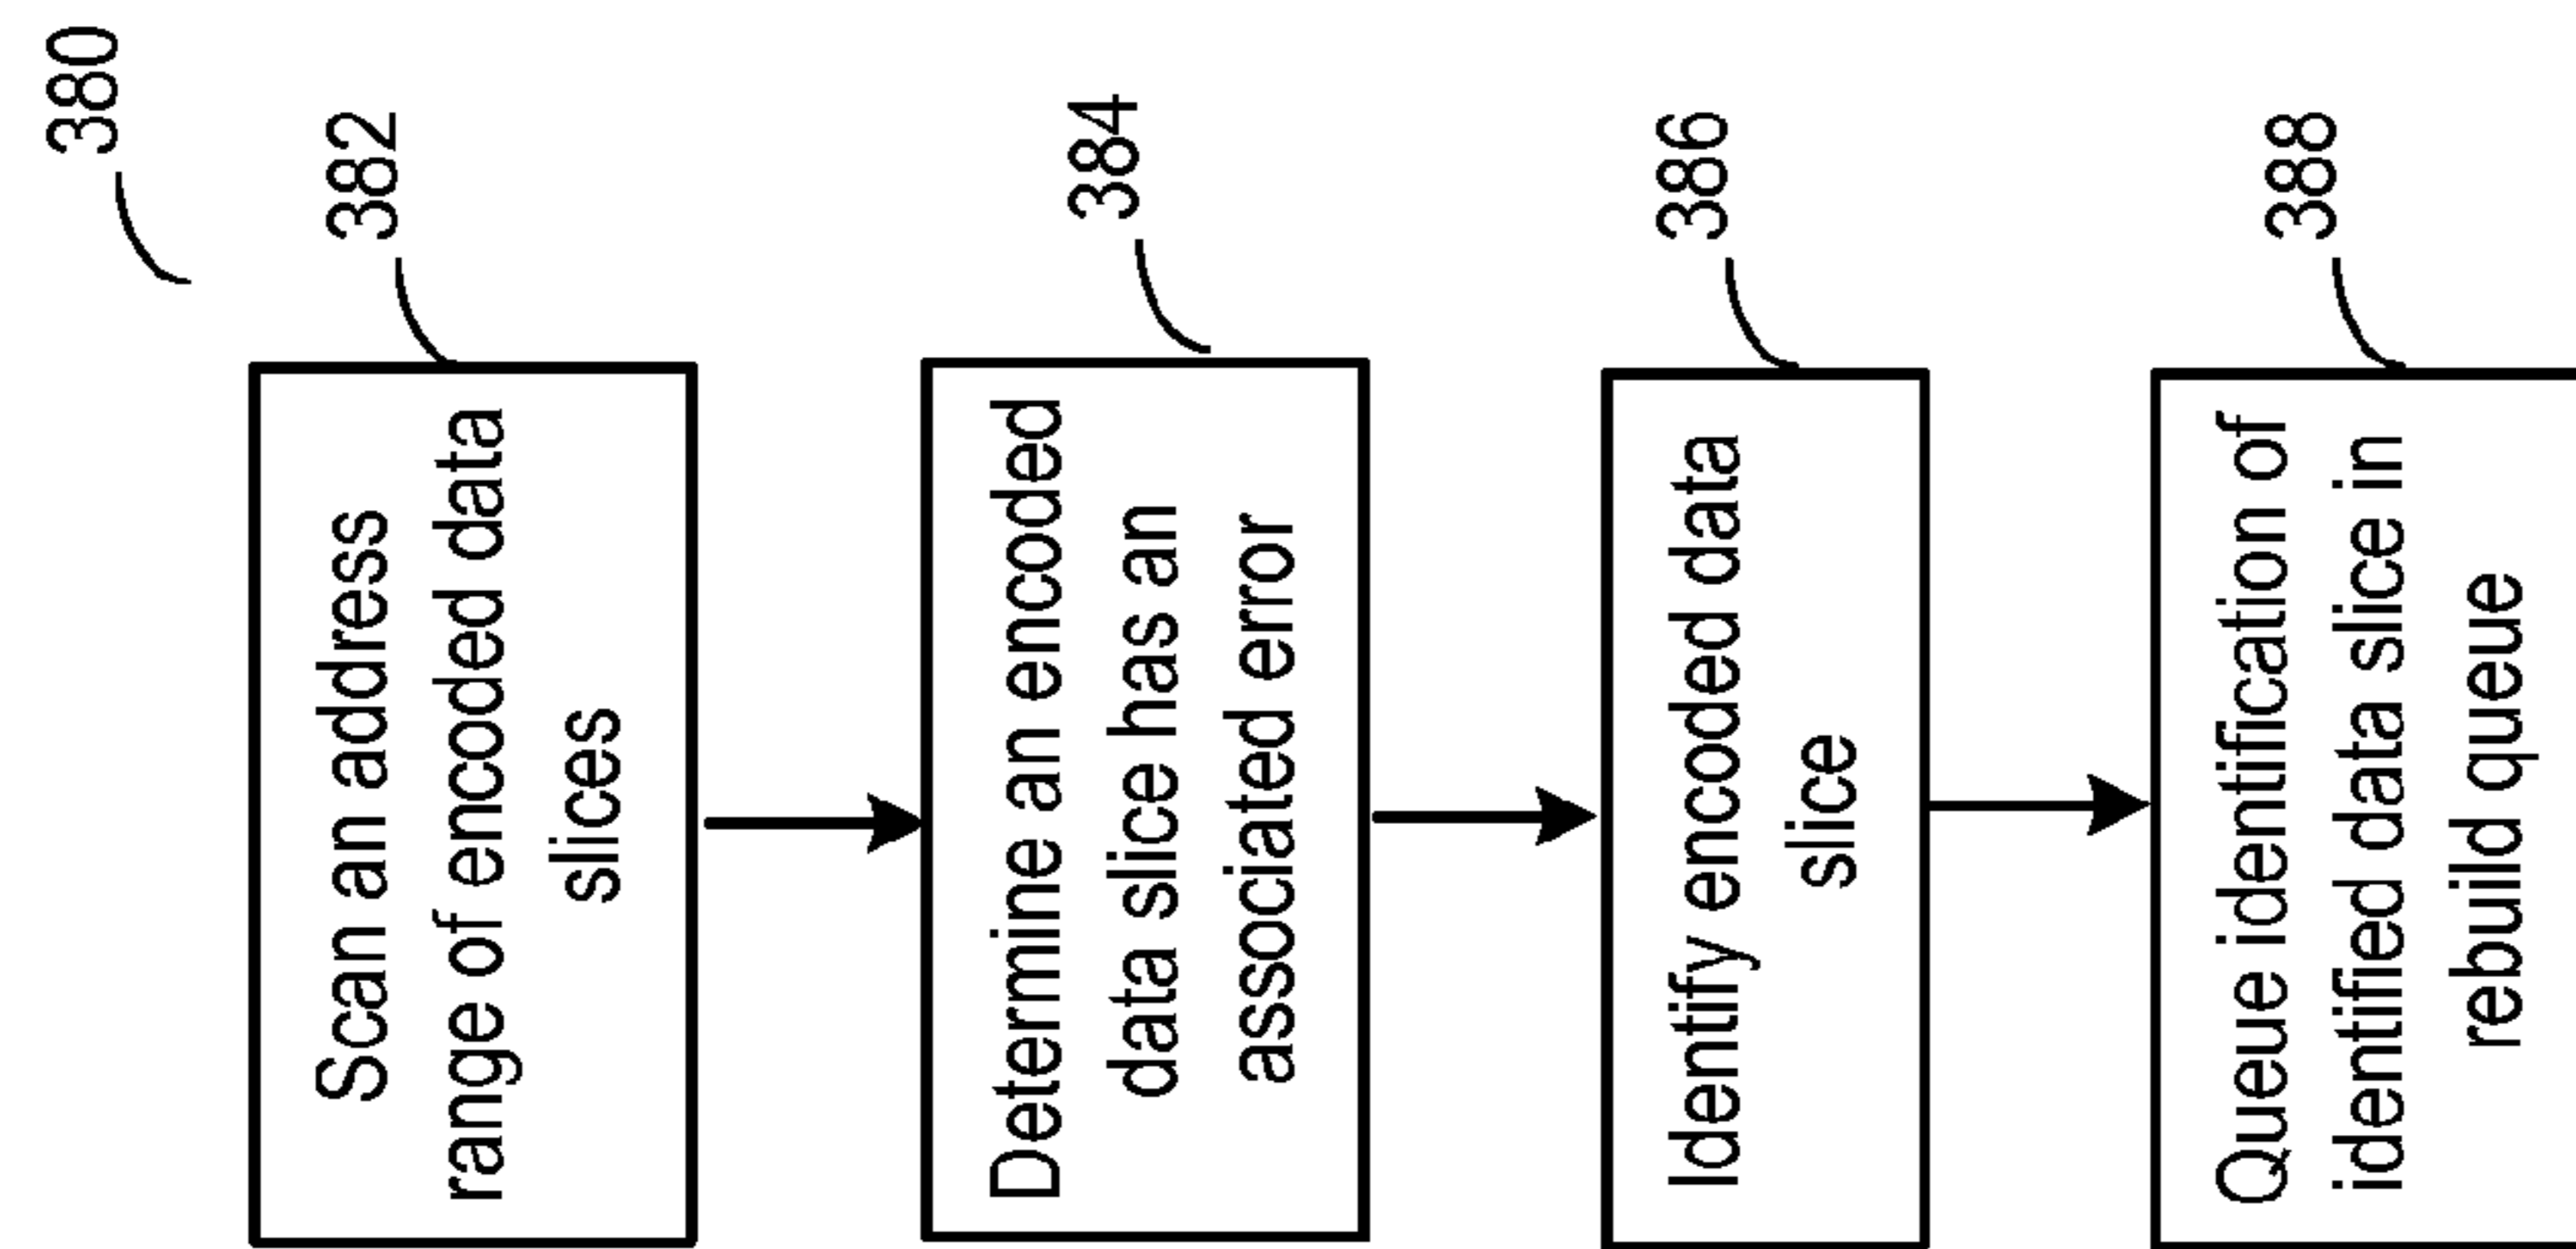 380
382
Scan an address
range of encoded data
slices
384
Determine an encoded
data slice has an
associated error
386
Identify encoded data
slice
388
Queue identification of
identified data slice in
rebuild queue